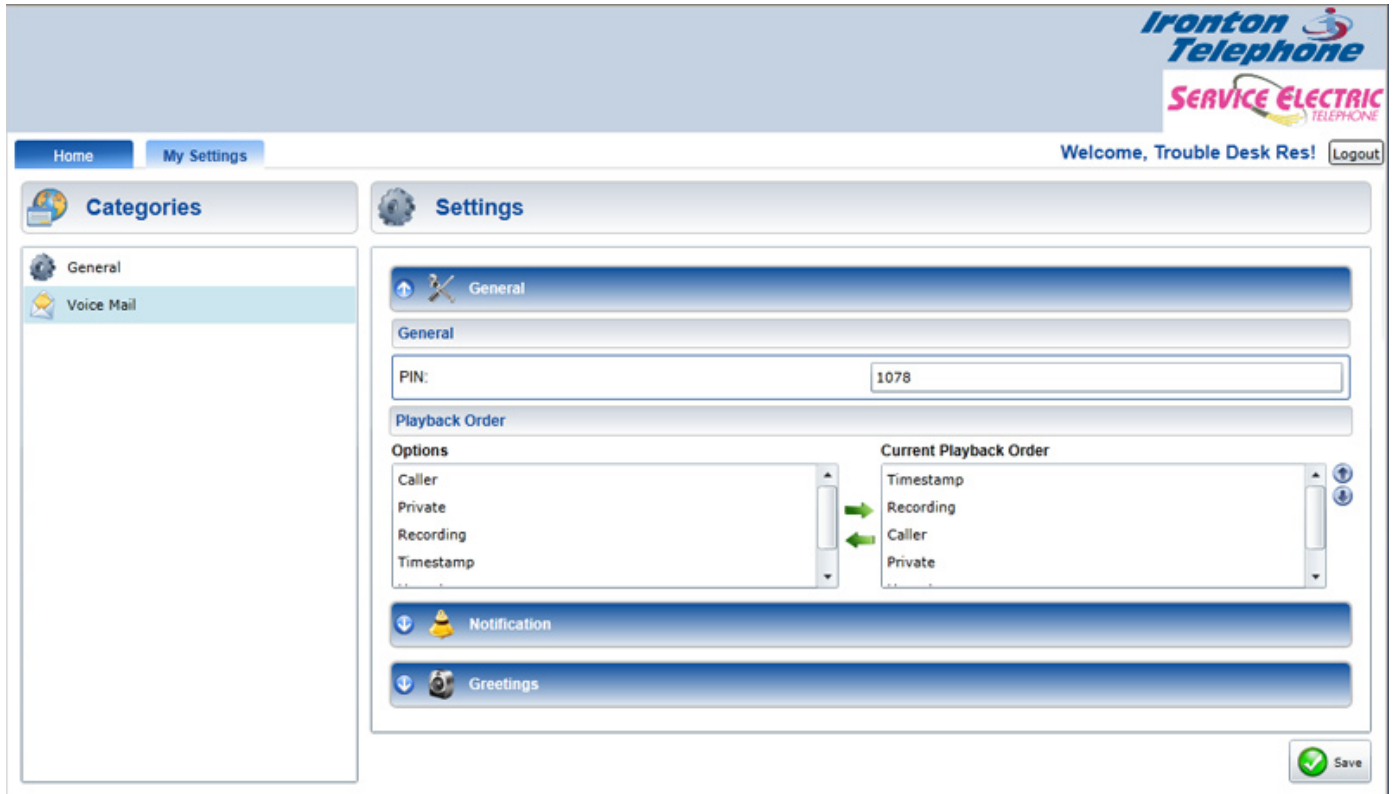 Ironton
Telephone
SERVICE ELECTRIC
TELEPHONE
Home
My Settings
Welcome, Trouble Desk Res!
Logout
Categories
Settings
General
Voice Mail
General
General
PIN:
1078
Playback Order
Options
Current Playback Order
Caller
Private
Recording
Timestamp
Timestamp
Recording
Caller
Private
Notification
Greetings
Save